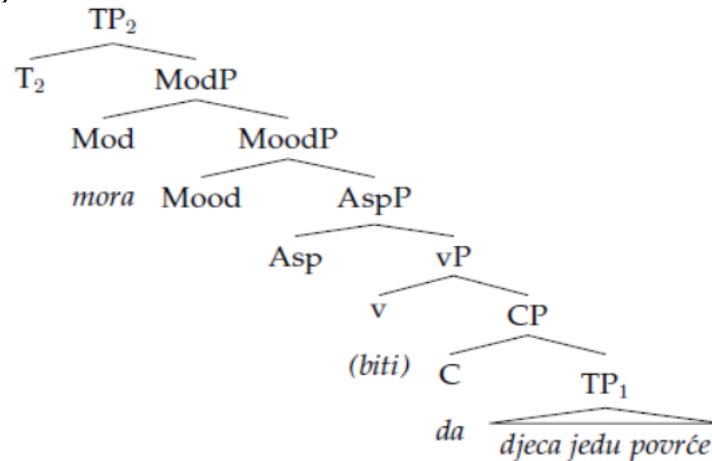 TP₂
T₂ ModP
Mod MoodP
mora Mood AspP
Asp vP
v CP
(biti) C TP₁
da djeca jedu povrće